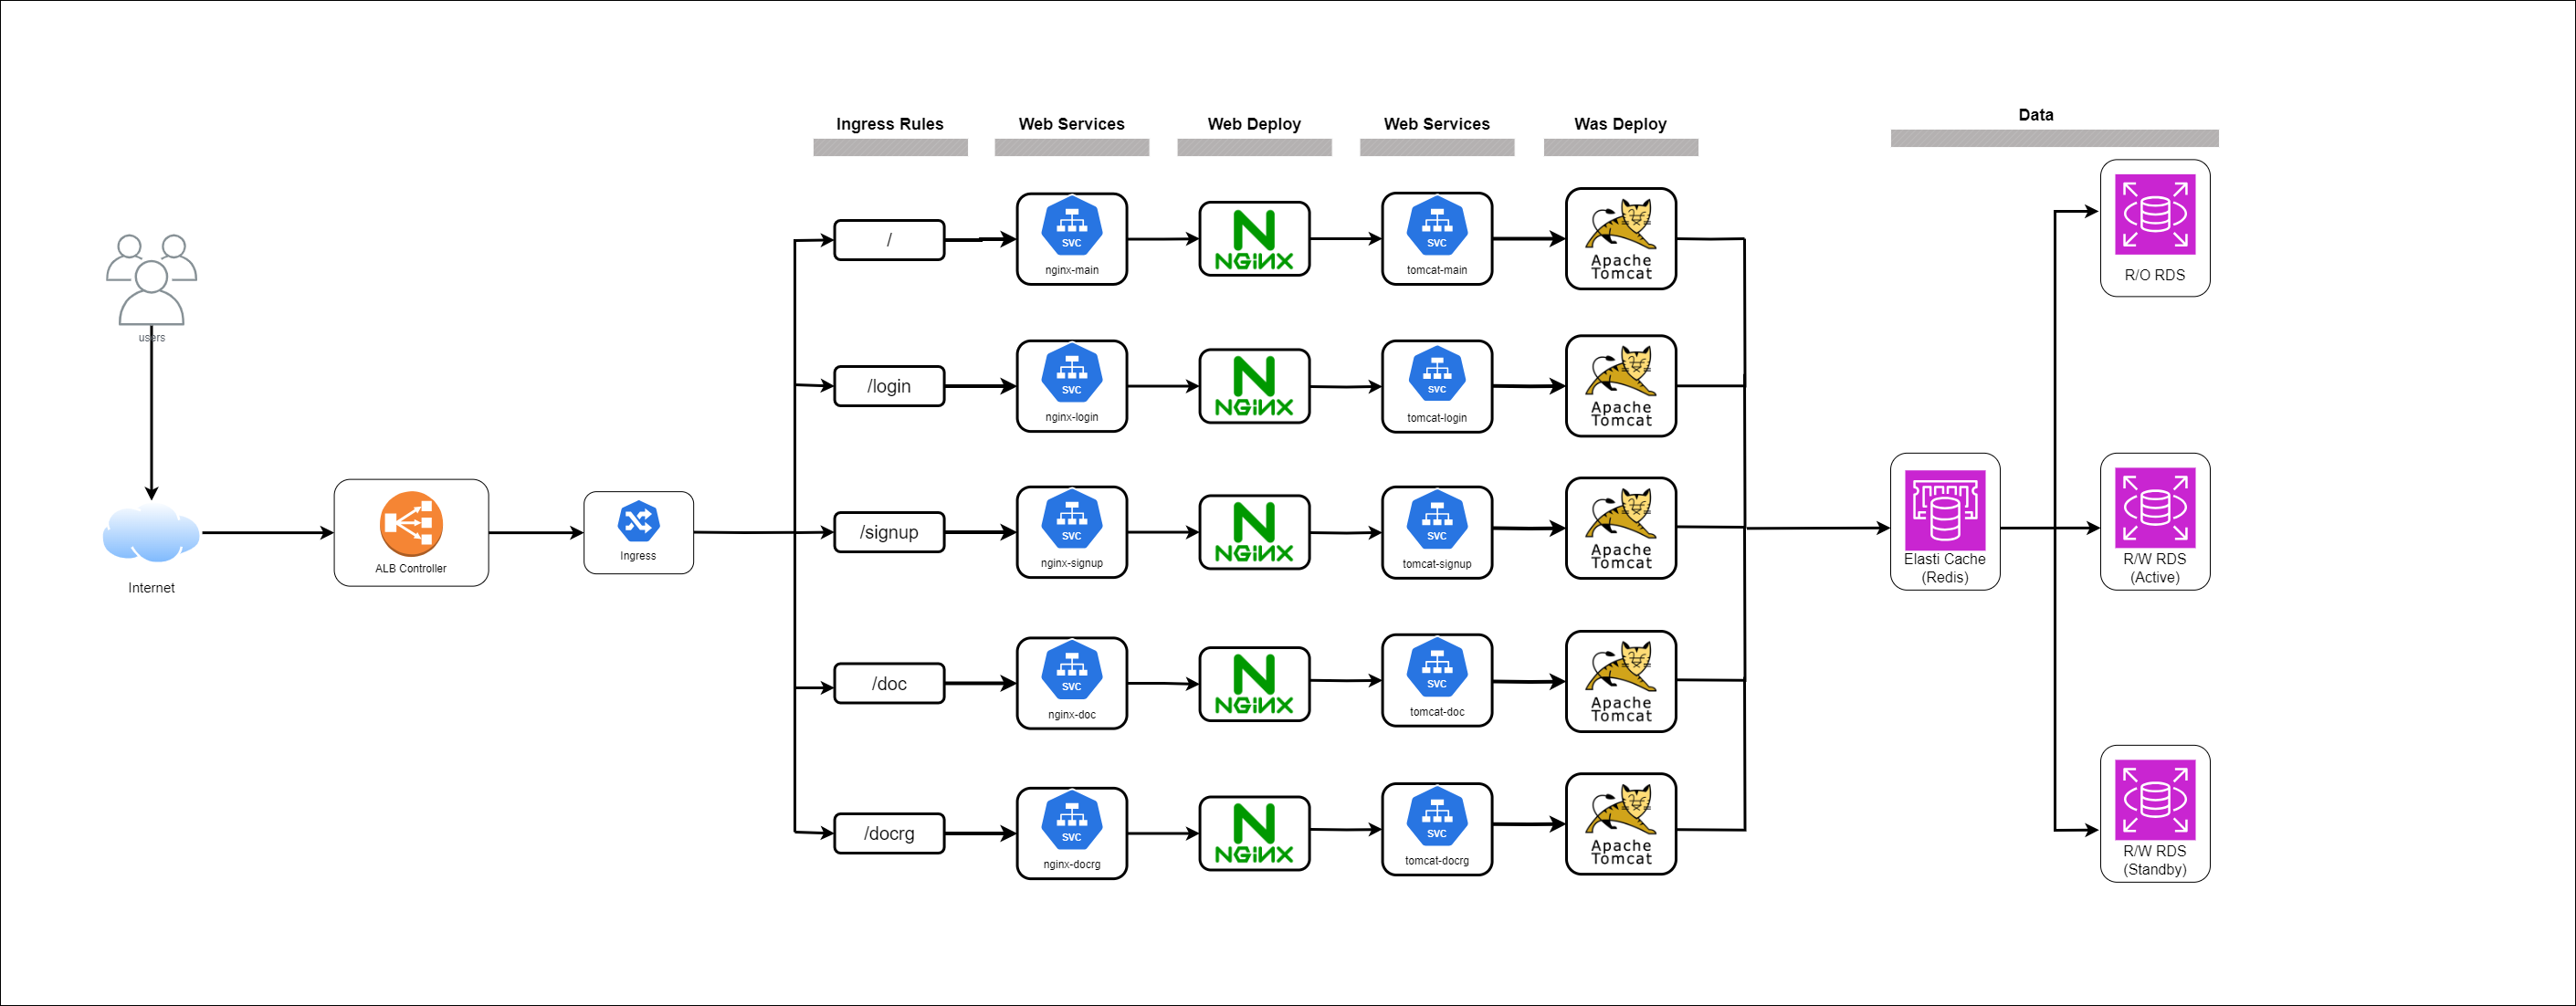 Data
Ingress Rules
Web Services
Web Deploy
Web Services
Was Deploy
users
Internet
ALB Controller
Ingress
/
SVC
nginx-main
NGiNX
SVC
tomcat-main
Apache
Tomcat
/login
SVC
nginx-login
NGiNX
SVC
tomcat-login
Apache
Tomcat
/signup
SVC
nginx-signup
NGiNX
SVC
tomcat-signup
Apache
Tomcat
/doc
SVC
nginx-doc
NGiNX
SVC
tomcat-doc
Apache
Tomcat
/docrg
SVC
nginx-docrg
NGiNX
SVC
tomcat-docrg
Apache
Tomcat
Elasti Cache
(Redis)
R/O RDS
R/W RDS
(Active)
R/W RDS
(Standby)